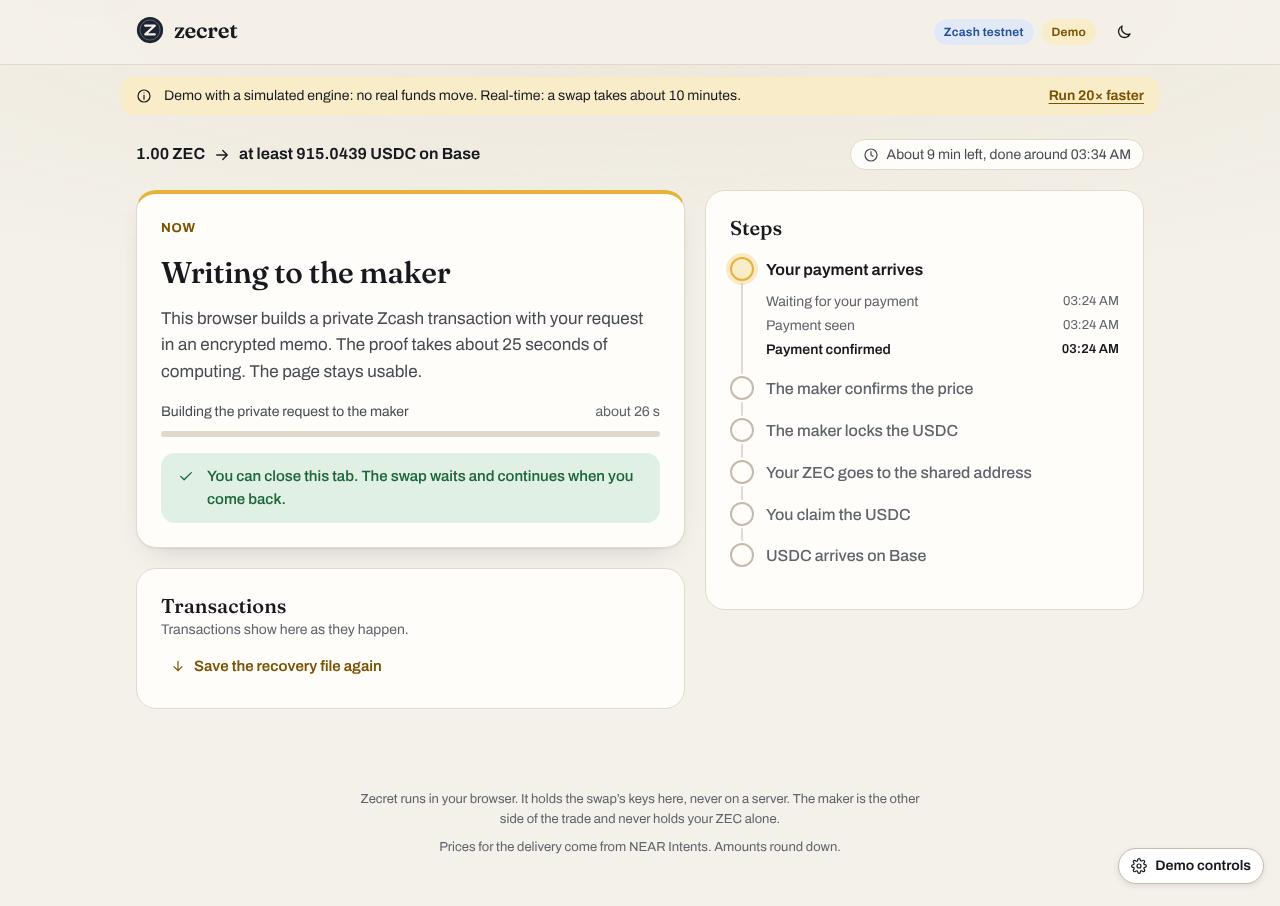 zecret
Zcash testnet
Demo
Demo with a simulated engine: no real funds move. Real-time: a swap takes about 10 minutes.
Run 20× faster
1.00 ZEC → at least 915.0439 USDC on Base
About 9 min left, done around 03:34 AM
NOW
Writing to the maker
This browser builds a private Zcash transaction with your request
in an encrypted memo. The proof takes about 25 seconds of
computing. The page stays usable.
Building the private request to the maker
about 26 s
You can close this tab. The swap waits and continues when you
come back.
Transactions
Transactions show here as they happen.
Save the recovery file again
Steps
Your payment arrives
Waiting for your payment 03:24 AM
Payment seen 03:24 AM
Payment confirmed 03:24 AM
The maker confirms the price
The maker locks the USDC
Your ZEC goes to the shared address
You claim the USDC
USDC arrives on Base
Zecret runs in your browser. It holds the swap’s keys here, never on a server. The maker is the other
side of the trade and never holds your ZEC alone.
Prices for the delivery come from NEAR Intents. Amounts round down.
Demo controls